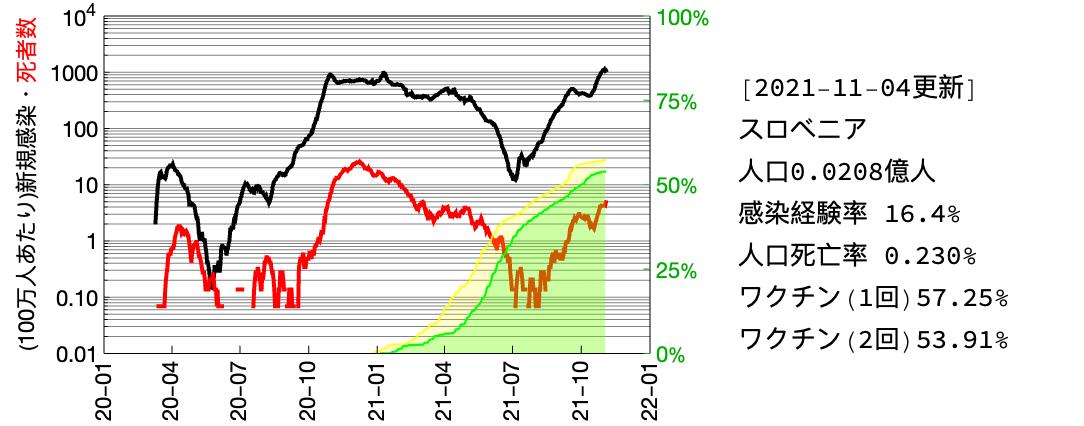 (100万人あたり)新規感染・死者数
10^4
1000
100
10
1
0.10
0.01
100%
75%
50%
25%
0%
20-01
20-04
20-07
20-10
21-01
21-04
21-07
21-10
22-01
[2021-11-04更新]
スロベニア
人口0.0208億人
感染経験率 16.4%
人口死亡率 0.230%
ワクチン(1回)57.25%
ワクチン(2回)53.91%